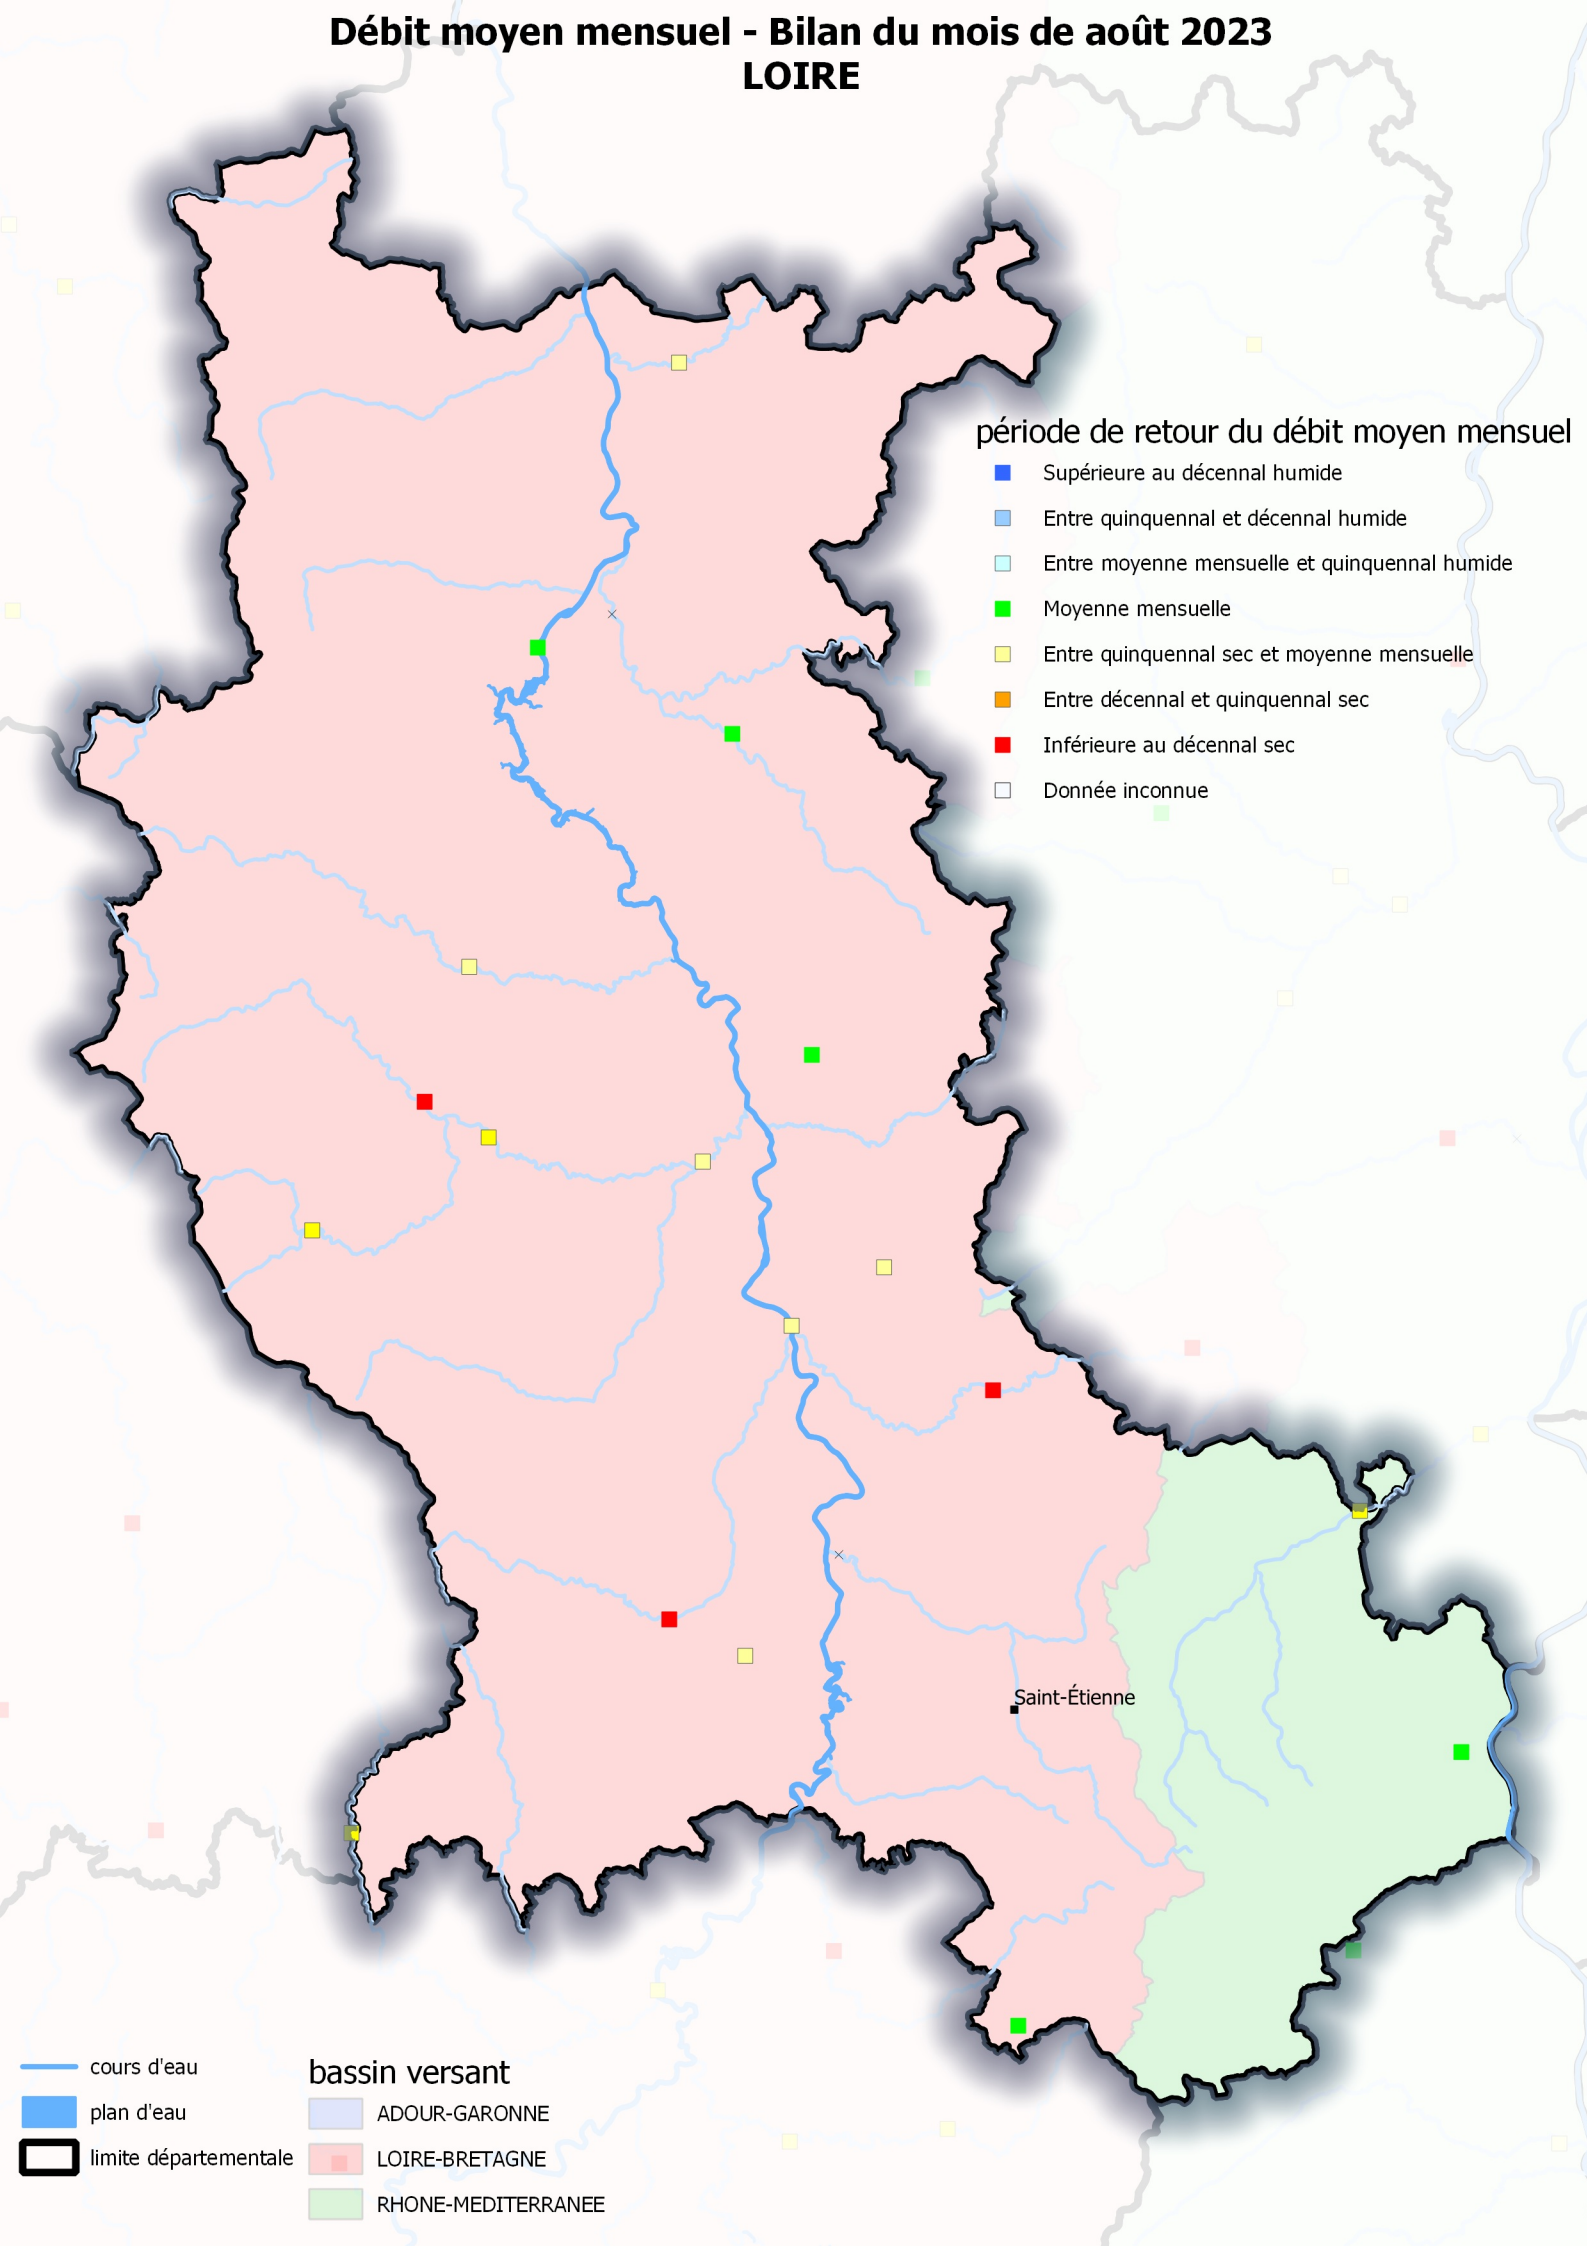 Débit moyen mensuel - Bilan du mois de août 2023
LOIRE
période de retour du débit moyen mensuel
Supérieure au décennal humide
Entre quinquennal et décennal humide
Entre moyenne mensuelle et quinquennal humide
Moyenne mensuelle
Entre quinquennal sec et moyenne mensuelle
Entre décennal et quinquennal sec
Inférieure au décennal sec
Donnée inconnue
Saint-Étienne
cours d'eau
plan d'eau
limite départementale
bassin versant
ADOUR-GARONNE
LOIRE-BRETAGNE
RHONE-MEDITERRANEE